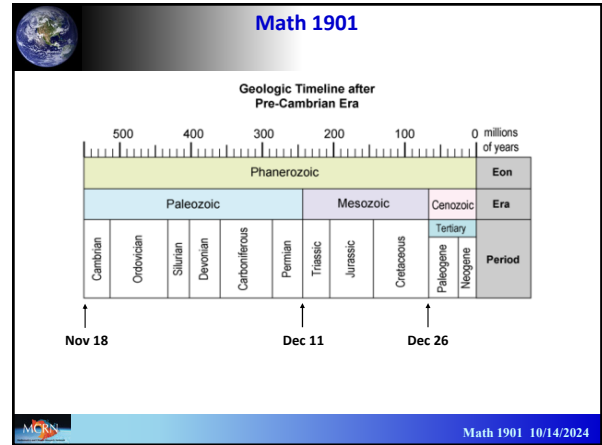 Math 1901
Geologic Timeline after
Pre-Cambrian Era
500 400 300 200 100 0 millions
of years
Phanerozoic Eon
Paleozoic Mesozoic Cenozoic Era
Tertiary
Cambrian Ordovician Silurian Devonian Carboniferous Permian Triassic Jurassic Cretaceous Paleogene Neogene Period
Nov 18 Dec 11 Dec 26
MCRN
Math 1901 10/14/2024